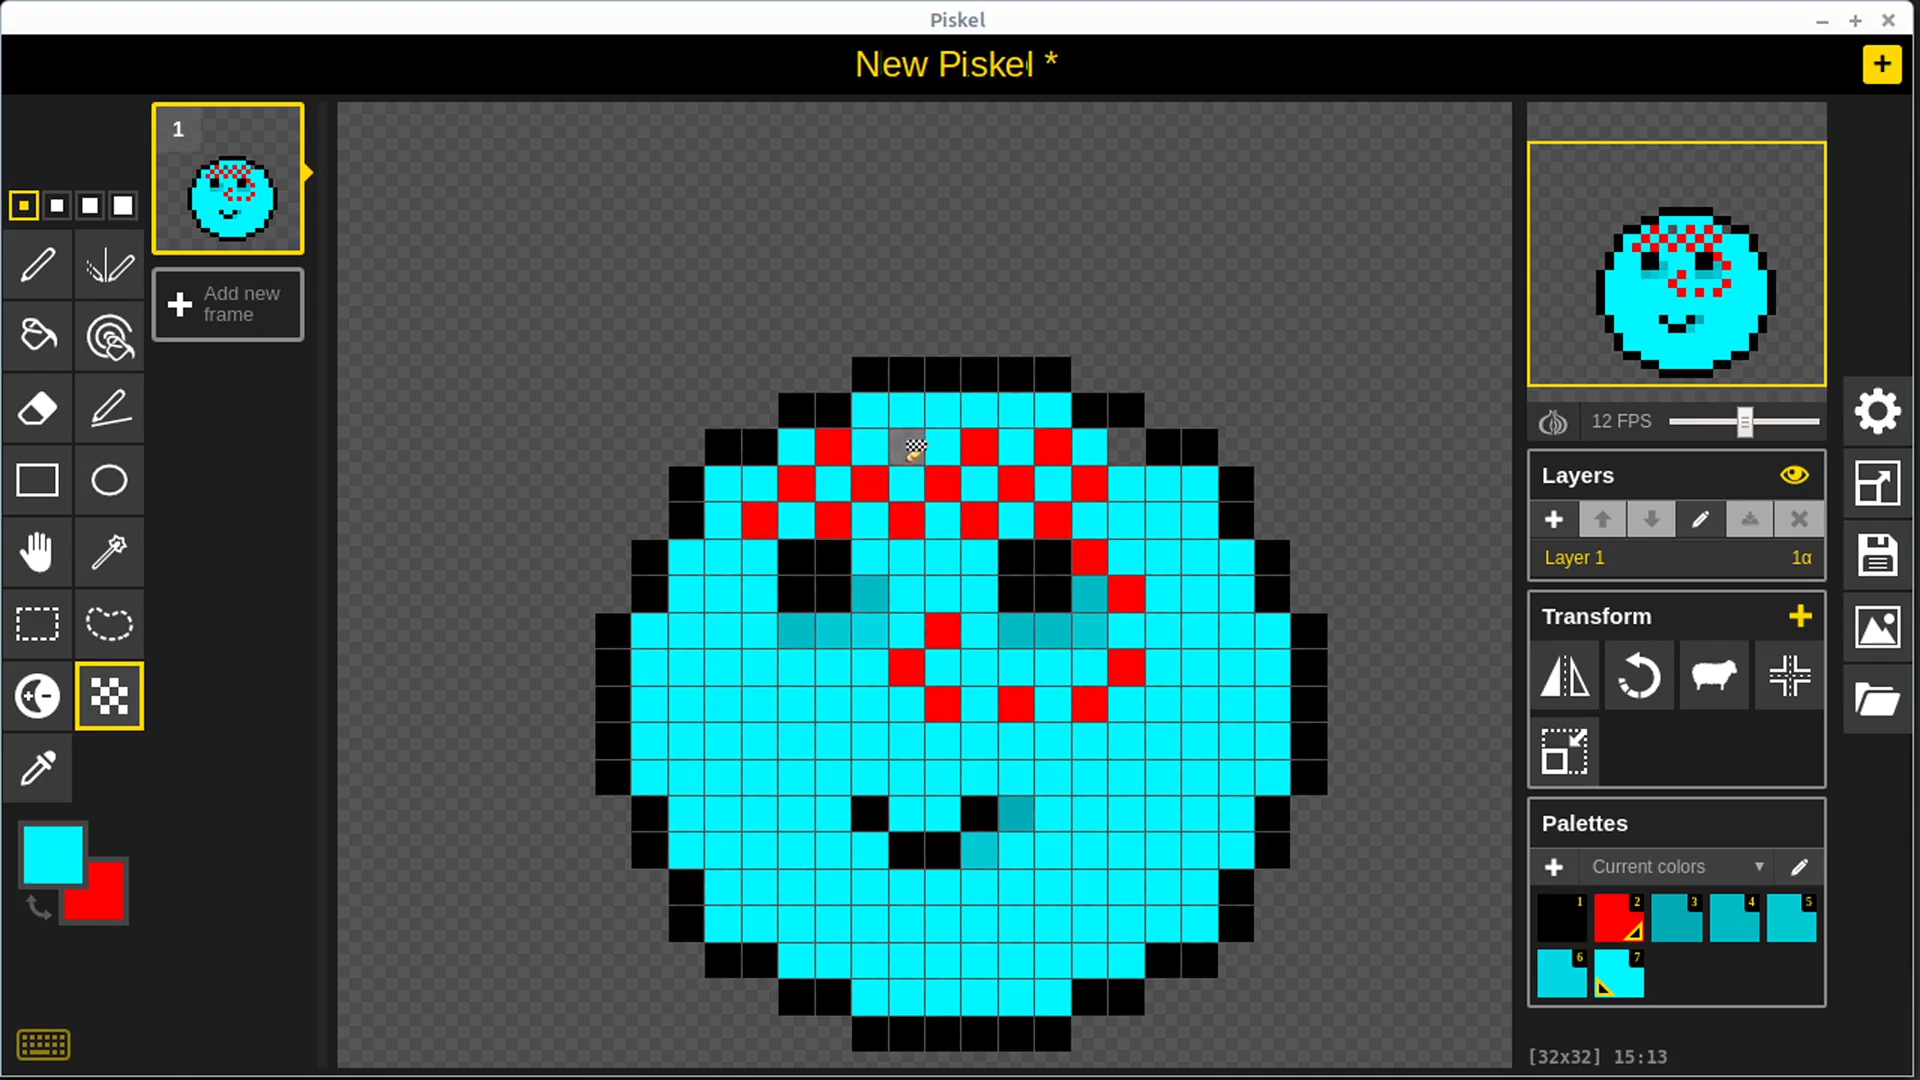 Piskel
New Piskel *
1
Add new
frame
12 FPS
Layers
Layer 1
1α
Transform
Palettes
Current colors
1
2
3
4
5
6
7
[32x32] 15:13